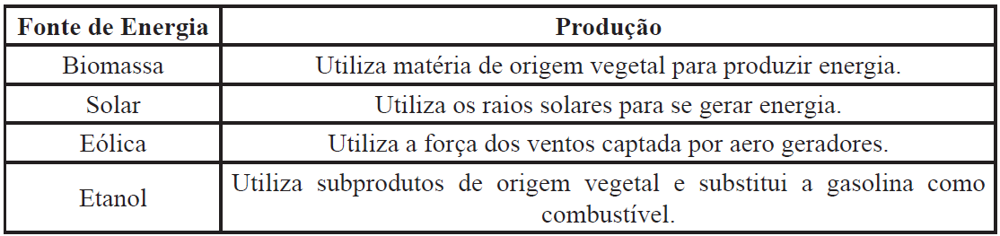 Fonte de Energia Produção
Biomassa Utiliza matéria de origem vegetal para produzir energia.
Solar Utiliza os raios solares para se gerar energia.
Eólica Utiliza a força dos ventos captada por aero geradores.
Etanol Utiliza subprodutos de origem vegetal e substitui a gasolina como
combustível.